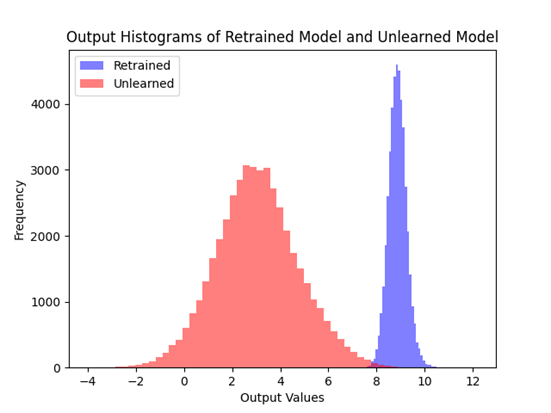 Output Histograms of Retrained Model and Unlearned Model
Retrained
Unlearned
Frequency
4000
3000
2000
1000
0
−4 −2 0 2 4 6 8 10 12
Output Values